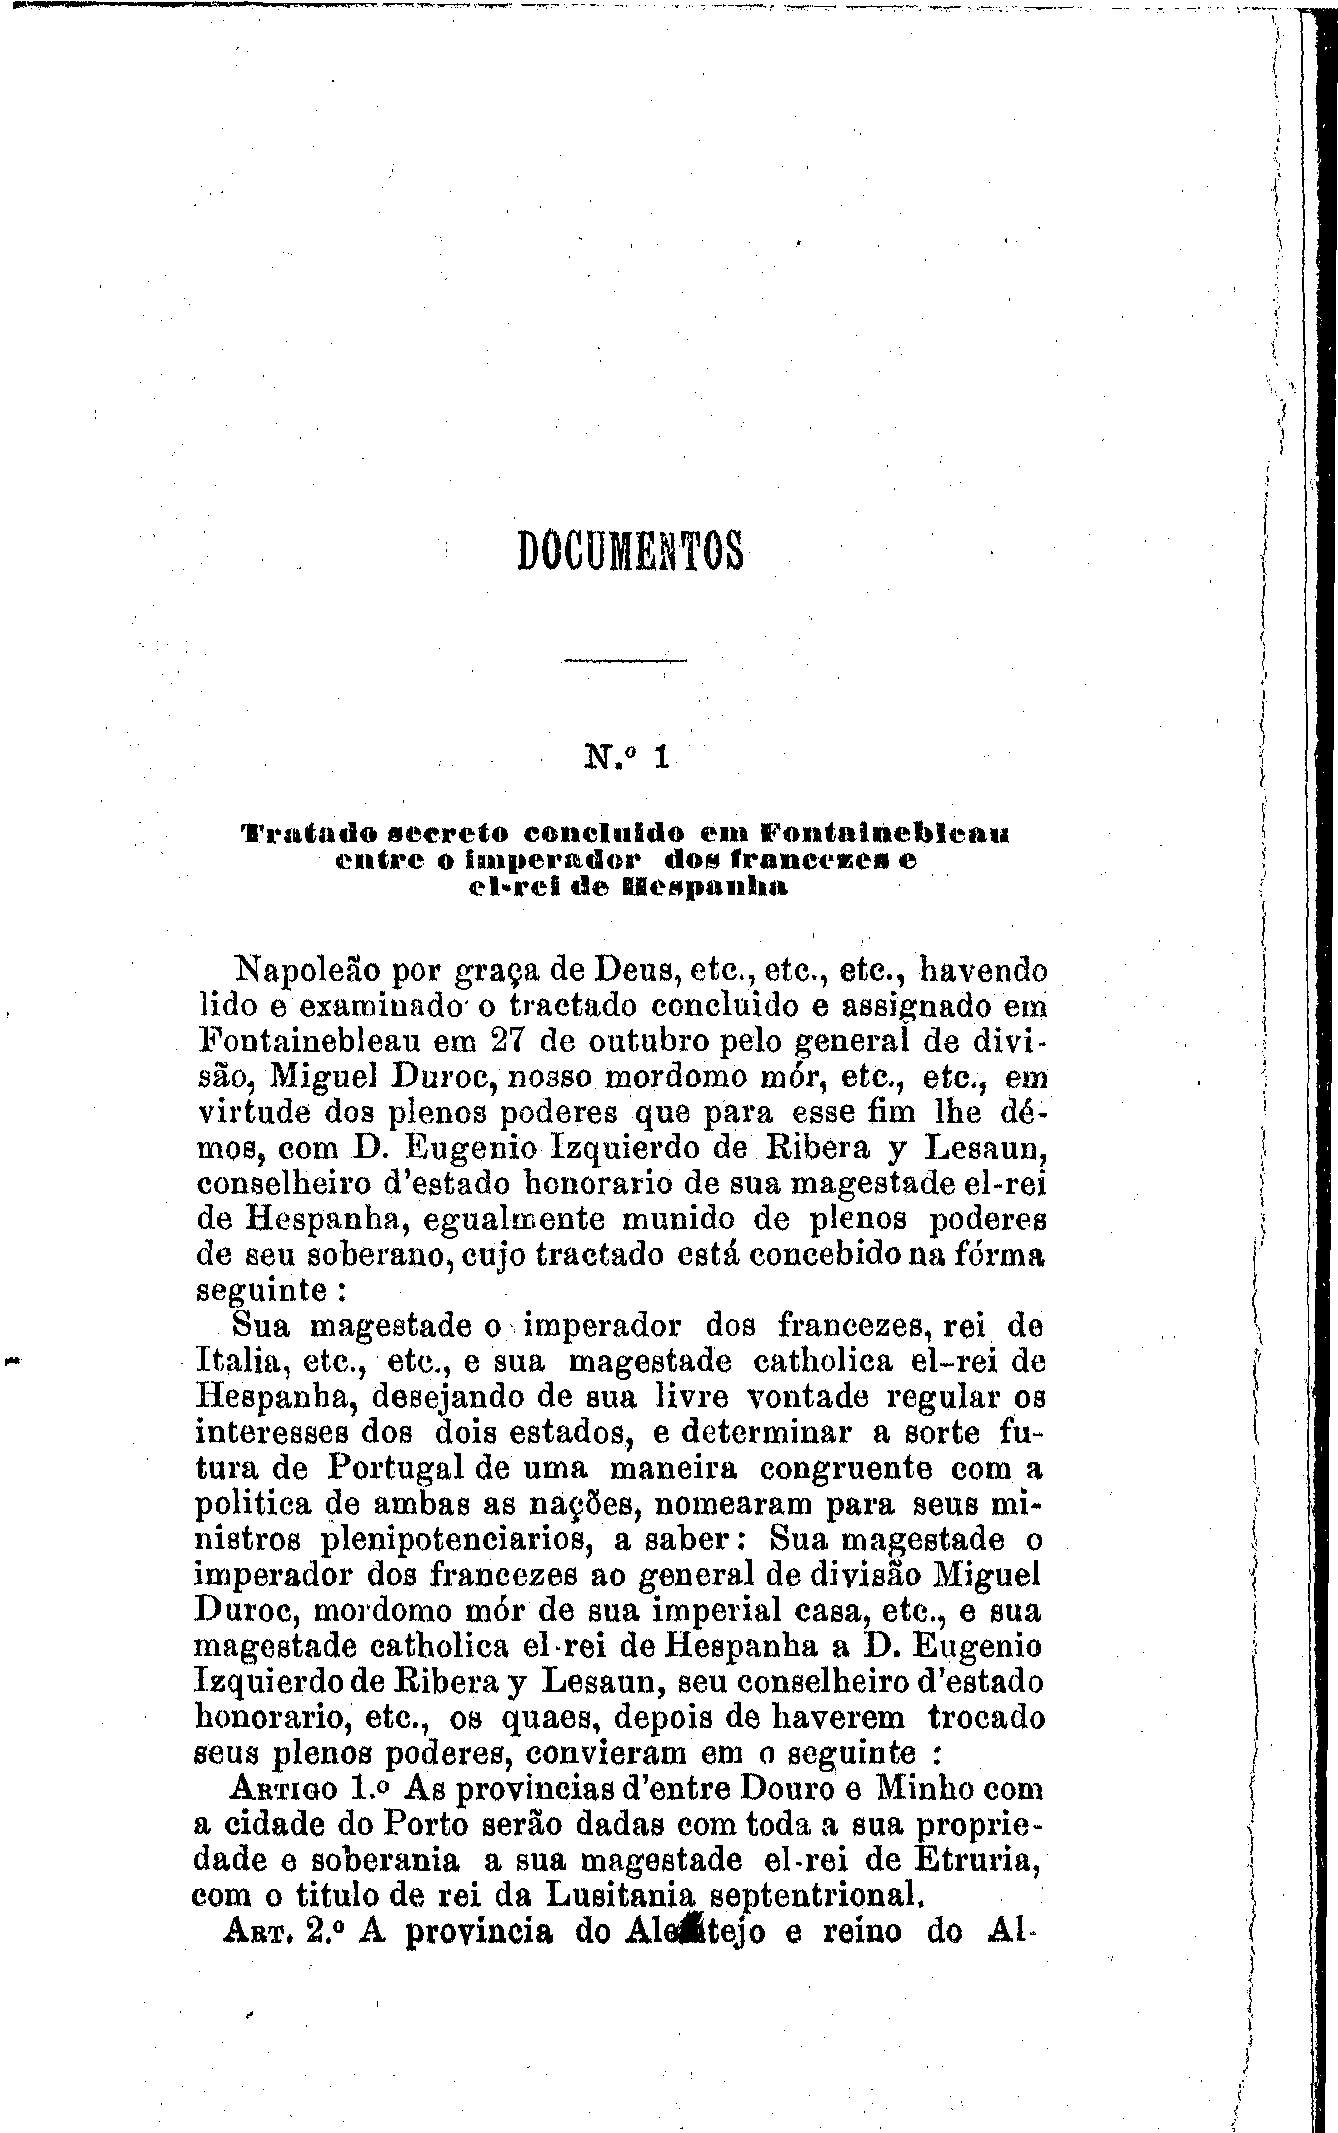 DOCUMENTOS
N.º 1
Tratado secreto concluido em Fontainebleau
entre o imperador dos francezes e
el-rei de Hespanha
Napoleão por graça de Deus, etc., etc., etc., havendo
lido e examinado o tractado concluido e assignado em
Fontainebleau em 27 de outubro pelo general de divi-
são, Miguel Duroc, nosso mordomo mór, etc., etc., em
virtude dos plenos poderes que para esse fim lhe dé-
mos, com D. Eugenio Izquierdo de Ribera y Lesaun,
conselheiro d'estado honorario de sua magestade el-rei
de Hespanha, egualmente munido de plenos poderes
de seu soberano, cujo tractado está concebido na fórma
seguinte :
Sua magestade o imperador dos francezes, rei de
Italia, etc., etc., e sua magestade catholica el-rei de
Hespanha, desejando de sua livre vontade regular os
interesses dos dois estados, e determinar a sorte fu-
tura de Portugal de uma maneira congruente com a
politica de ambas as nações, nomearam para seus mi-
nistros plenipotenciarios, a saber: Sua magestade o
imperador dos francezes ao general de divisão Miguel
Duroc, mordomo mór de sua imperial casa, etc., e sua
magestade catholica el-rei de Hespanha a D. Eugenio
Izquierdo de Ribera y Lesaun, seu conselheiro d'estado
honorario, etc., os quaes, depois de haverem trocado
seus plenos poderes, convieram em o seguinte :
ARTIGO 1.º As provincias d'entre Douro e Minho com
a cidade do Porto serão dadas com toda a sua proprie-
dade e soberania a sua magestade el-rei de Etruria,
com o titulo de rei da Lusitania septentrional.
ART. 2.º A provincia do Alemtejo e reino do Al-